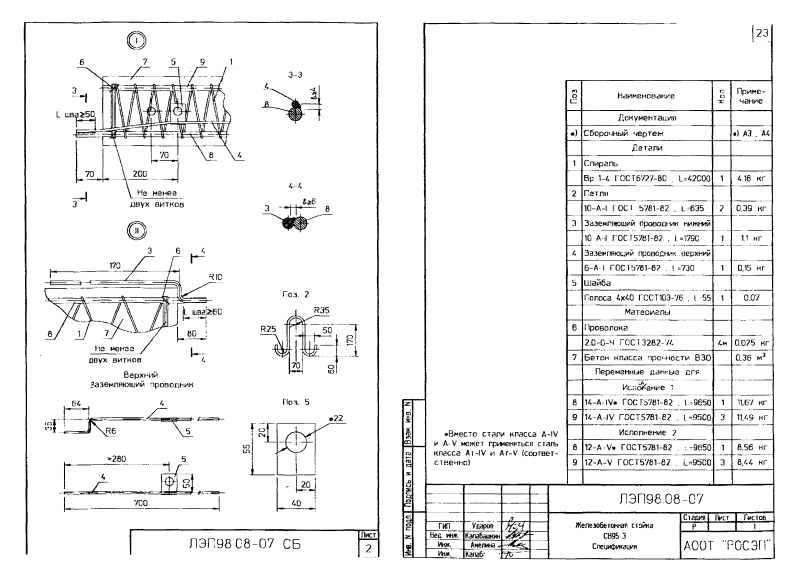 I
6 7 5 9 1
3
L шва≥50
8 4
70
70 200
3
Не менее
двух витков
3-3
4
8
4-4
3 8
II
3 6 4
170
R10
L шва≥60
8 1 7
80
Не менее
двух витков
4
Верхний
Заземляющий проводник
Поз. 2
R35
R25
50
170
70
60
64 4
35
R6 5
≈280 5
50
4
700
Поз. 5
⌀22
20
55
20
40
ЛЭП98.08-07 СБ
Лист
2
23
Поз
Наименование
Кол
Приме-
чание
Документация
*) Сборочный чертеж *) А3, А4
Детали
1 Спираль
Вр-1-4 ГОСТ6727-80, L=42000 1 4,16 кг
2 Петля
10-А-I ГОСТ 5781-82, L=635 2 0,39 кг
3 Заземляющий проводник нижний
10-А-I ГОСТ5781-82, L=1790 1 1,1 кг
4 Заземляющий проводник верхний
6-А-I ГОСТ5781-82, L=730 1 0,15 кг
5 Шайба
Полоса 4х40 ГОСТ103-76, L=55 1 0.07
Материалы
6 Проволока
2,0-0-Ч ГОСТ3282-74 4м 0,025 кг
7 Бетон класса прочности В30 0,36 м³
Переменные данные для:
Исполнение 1
8 14-А-IV* ГОСТ5781-82, L=9650 1 11,67 кг
9 14-А-IV ГОСТ5781-82, L=9500 3 11,49 кг
Исполнение 2
8 12-А-V* ГОСТ5781-82, L=9650 1 8,56 кг
9 12-А-V ГОСТ5781-82, L=9500 3 8,44 кг
*Вместо стали класса А-IV
и А-V может применяться сталь
класса Ат-IV и Ат-V (соответ-
ственно)
Взам. инв. N
Подпись и дата
Инв. N подл.
ЛЭП98.08-07
ГИП Ударов
Вед. инж. Калабашкин
Инж. Анелина
Инж. Калаб
Железобетонная стойка
СВ95 3
Спецификация
Стадия Лист Листов
Р 1
АООТ "РОСЭП"